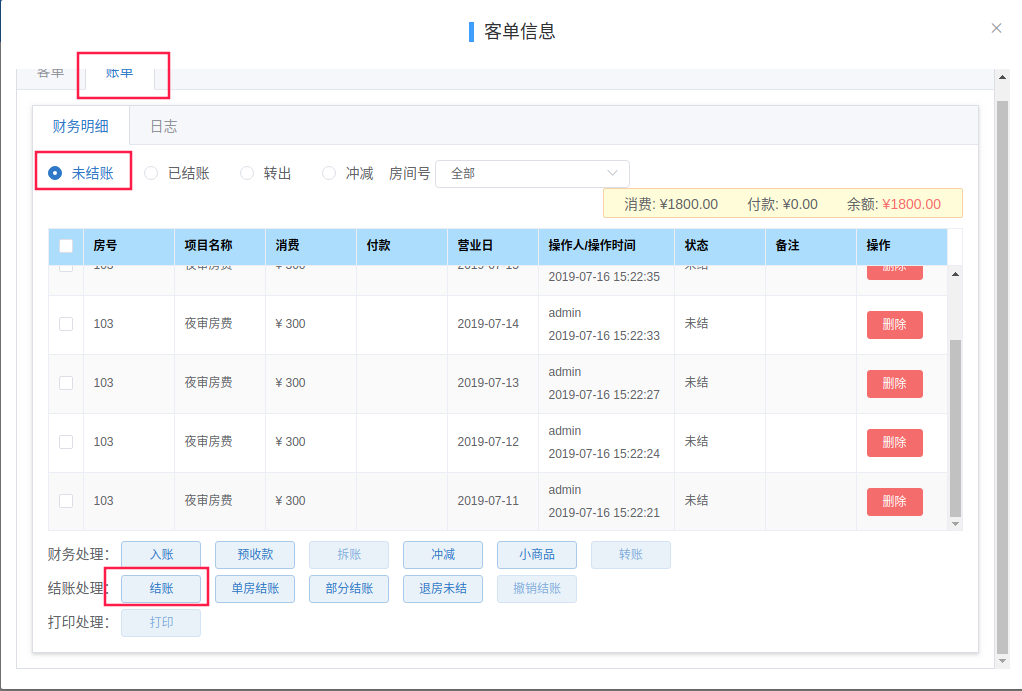 客单信息
客单 账单
财务明细 日志
未结账 已结账 转出 冲减 房间号 全部
消费: ¥1800.00 付款: ¥0.00 余额: ¥1800.00
房号 项目名称 消费 付款 营业日 操作人/操作时间 状态 备注 操作
103 夜审房费 ¥ 300 2019-07-15 2019-07-16 15:22:35 未结 删除
103 夜审房费 ¥ 300 2019-07-14 admin 未结 删除
2019-07-16 15:22:33
103 夜审房费 ¥ 300 2019-07-13 admin 未结 删除
2019-07-16 15:22:27
103 夜审房费 ¥ 300 2019-07-12 admin 未结 删除
2019-07-16 15:22:24
103 夜审房费 ¥ 300 2019-07-11 admin 未结 删除
2019-07-16 15:22:21
财务处理: 入账 预收款 拆账 冲减 小商品 转账
结账处理: 结账 单房结账 部分结账 退房未结 撤销结账
打印处理: 打印